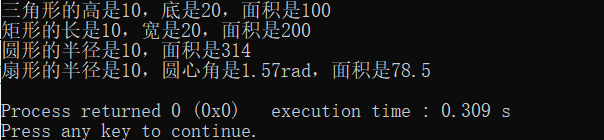 三角形的高是10，底是20，面积是100
矩形的长是10，宽是20，面积是200
圆形的半径是10，面积是314
扇形的半径是10，圆心角是1.57rad，面积是78.5
Process returned 0 (0x0)   execution time : 0.309 s
Press any key to continue.